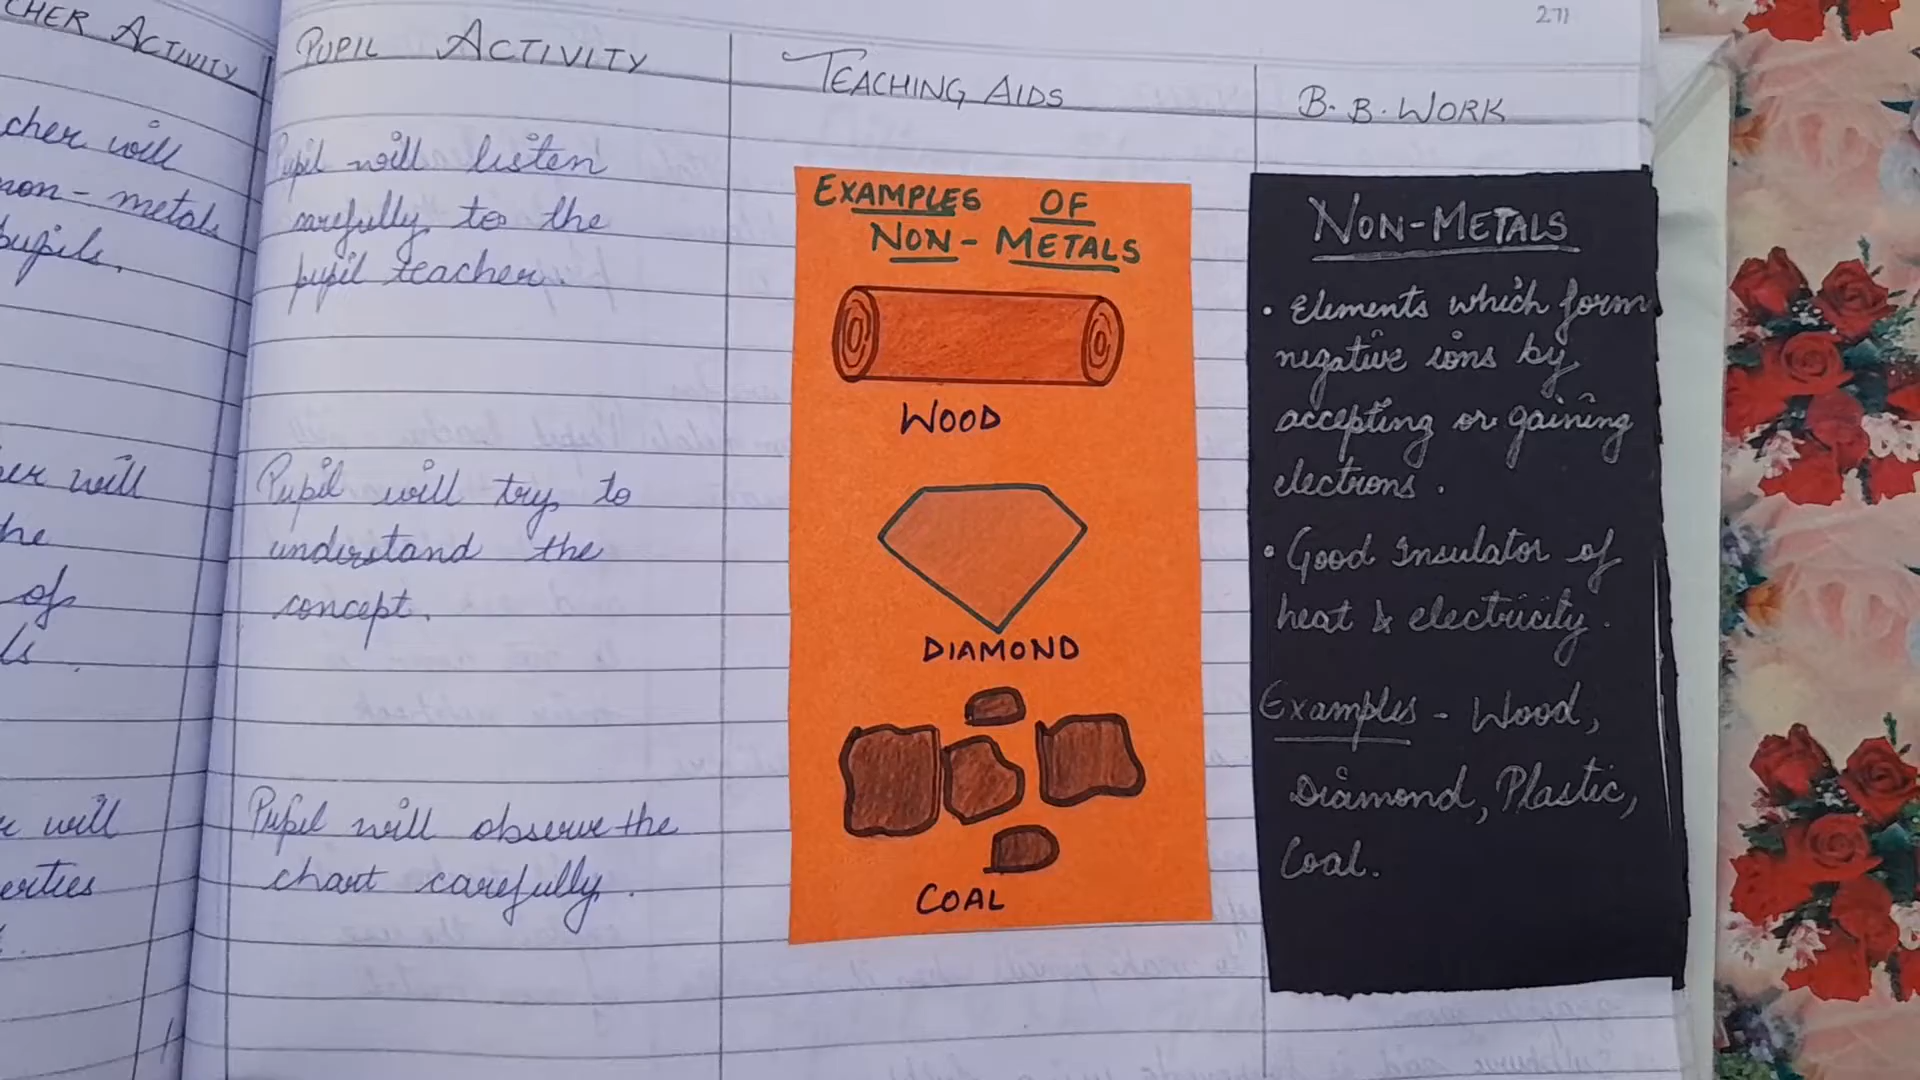 271
CHER ACTIVITY
cher will
non-metals
pupils.
er will
he
of
ls.
will
erties
PUPIL ACTIVITY
Pupil will listen
carefully to the
pupil teacher.
Pupil will try to
understand the
concept.
Pupil will observe the
chart carefully.
TEACHING AIDS
EXAMPLES OF
NON-METALS
WOOD
DIAMOND
COAL
B.B. WORK
NON-METALS
• Elements which form
negative ions by
accepting or gaining
electrons.
• Good Insulator of
heat & electricity.
Examples - Wood,
Diamond, Plastic,
Coal.